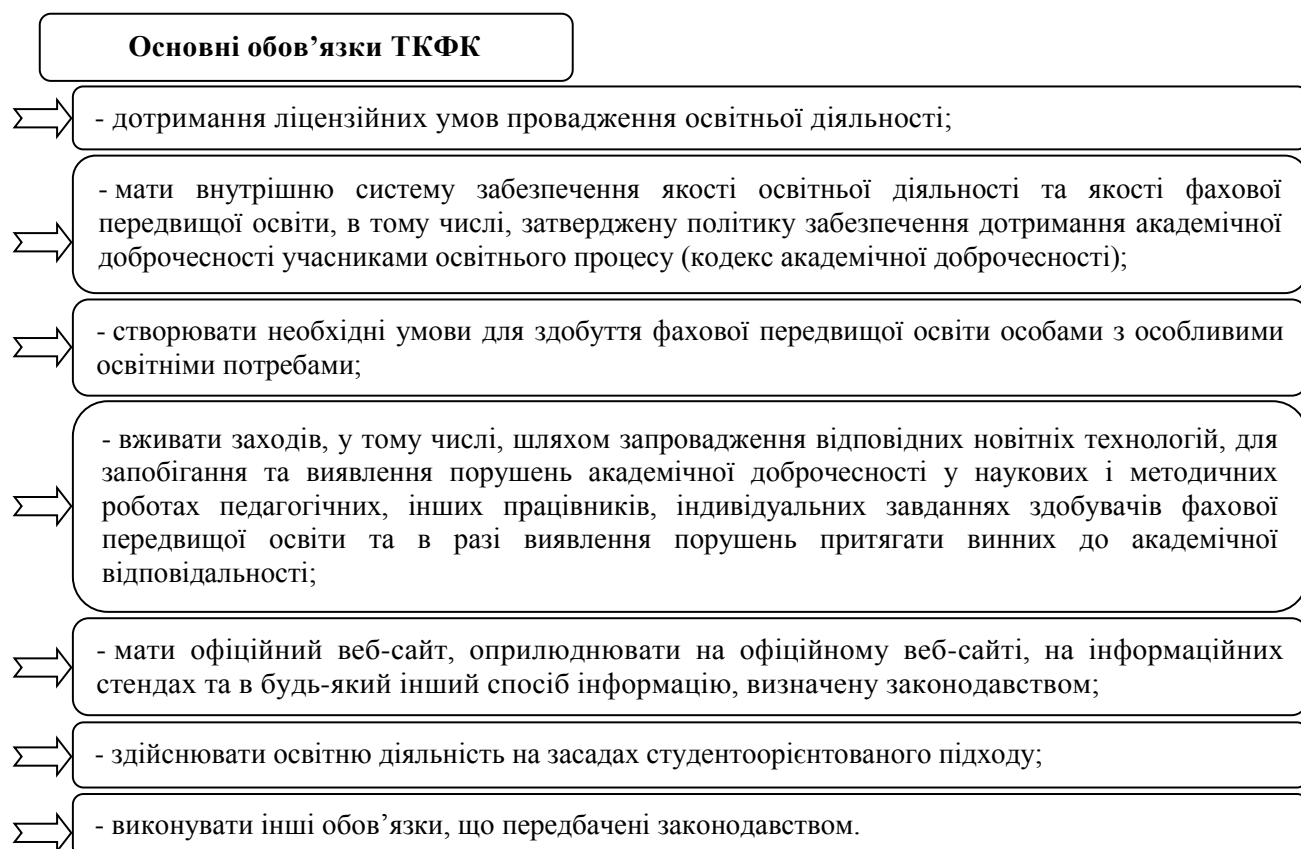 Основні обов’язки ТКФК
- дотримання ліцензійних умов провадження освітньої діяльності;
- мати внутрішню систему забезпечення якості освітньої діяльності та якості фахової
передвищої освіти, в тому числі, затверджену політику забезпечення дотримання академічної
доброчесності учасниками освітнього процесу (кодекс академічної доброчесності);
- створювати необхідні умови для здобуття фахової передвищої освіти особами з особливими
освітніми потребами;
- вживати заходів, у тому числі, шляхом запровадження відповідних новітніх технологій, для
запобігання та виявлення порушень академічної доброчесності у наукових і методичних
роботах педагогічних, інших працівників, індивідуальних завданнях здобувачів фахової
передвищої освіти та в разі виявлення порушень притягати винних до академічної
відповідальності;
- мати офіційний веб-сайт, оприлюднювати на офіційному веб-сайті, на інформаційних
стендах та в будь-який інший спосіб інформацію, визначену законодавством;
- здійснювати освітню діяльність на засадах студентоорієнтованого підходу;
- виконувати інші обов’язки, що передбачені законодавством.